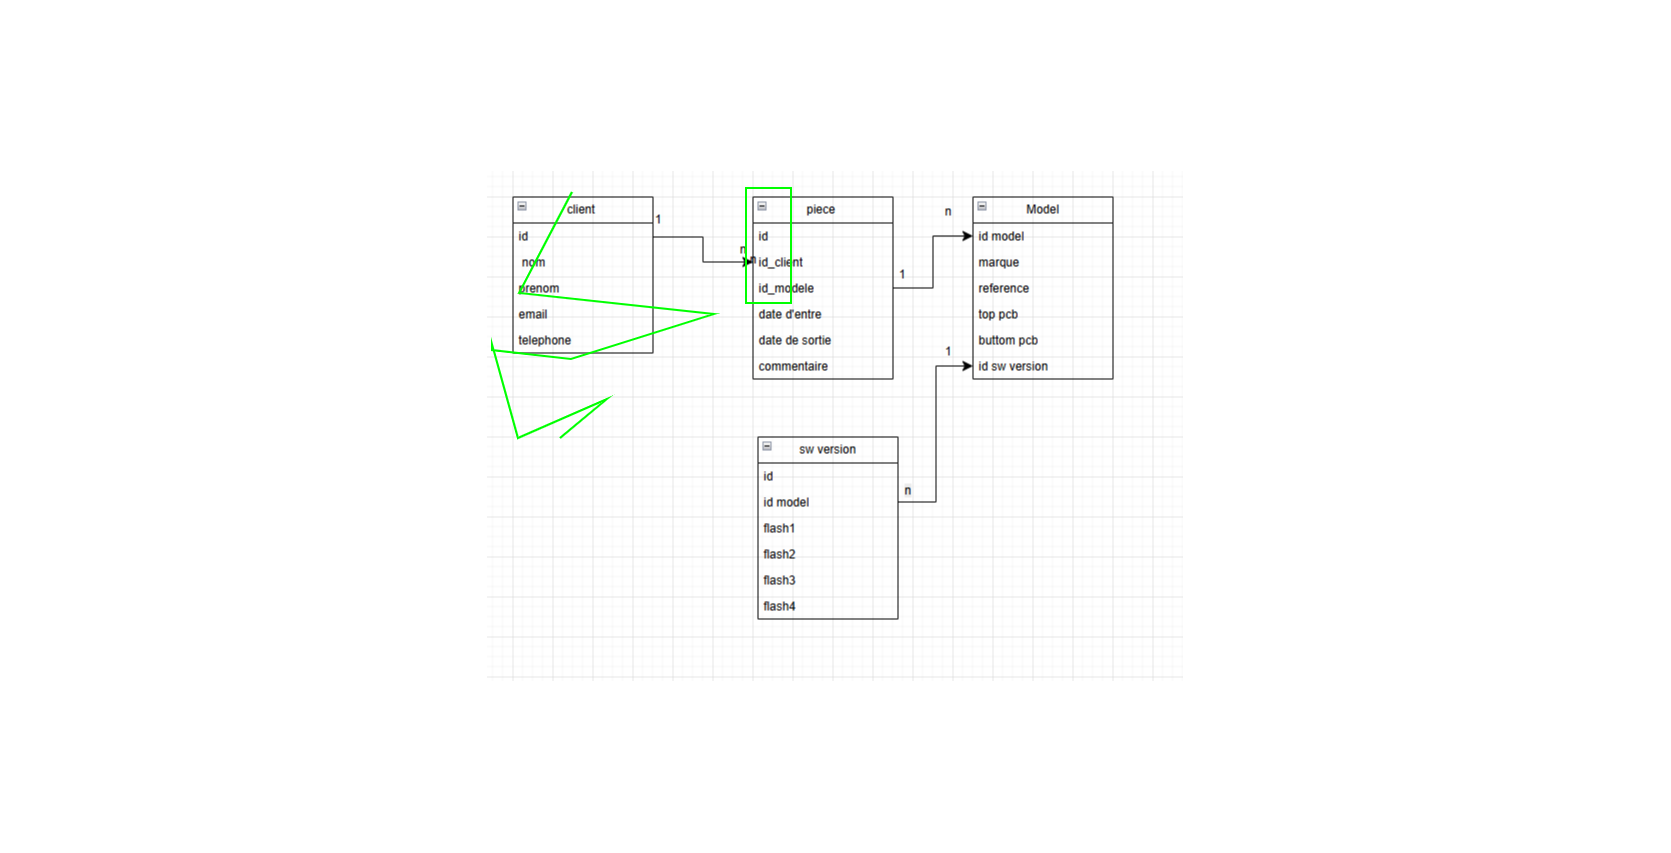 client
id
nom
prenom
email
telephone
1
n
n
piece
id
id_client
id_modele
date d'entre
date de sortie
commentaire
1
n
Model
id model
marque
reference
top pcb
buttom pcb
id sw version
1
n
sw version
id
id model
flash1
flash2
flash3
flash4